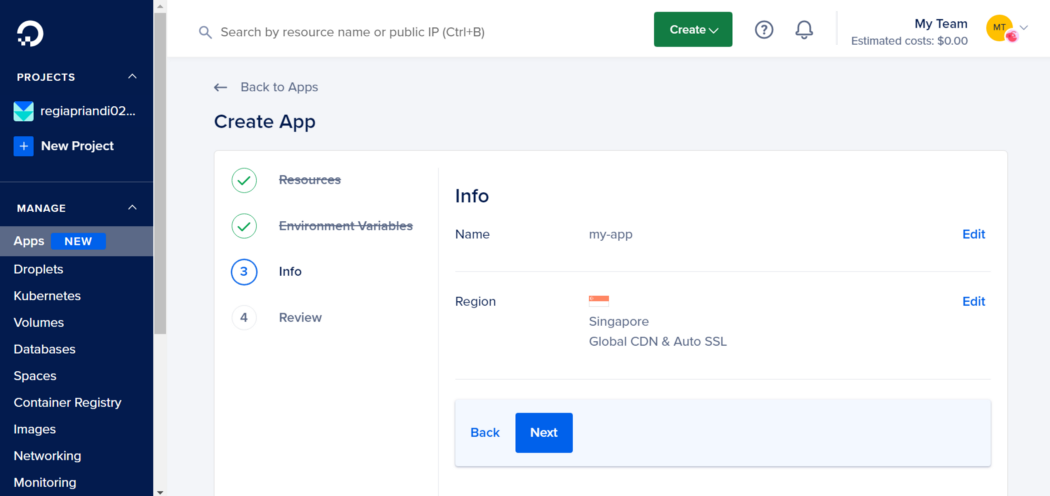 Search by resource name or public IP (Ctrl+B)
Create
?
My Team
Estimated costs: $0.00
MT
PROJECTS
regiapriandi02...
+ New Project
MANAGE
Apps NEW
Droplets
Kubernetes
Volumes
Databases
Spaces
Container Registry
Images
Networking
Monitoring
Back to Apps
Create App
Resources
Environment Variables
3 Info
4 Review
Info
Name my-app Edit
Region Edit
Singapore
Global CDN & Auto SSL
Back Next